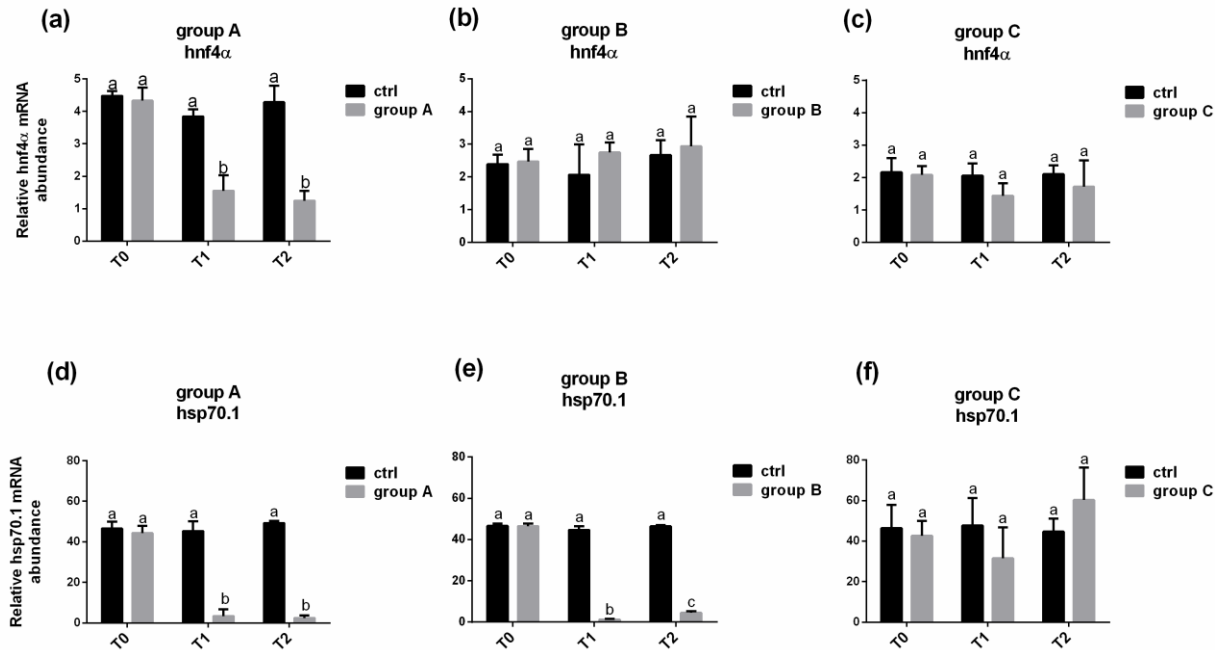 (a)
group A
hnf4α
ctrl
group A
Relative hnf4α mRNA
abundance
5
4
3
2
1
0
a a a b a b
T0 T1 T2
(b)
group B
hnf4α
ctrl
group B
5
4
3
2
1
0
a a a a a a
T0 T1 T2
(c)
group C
hnf4α
ctrl
group C
5
4
3
2
1
0
a a a a a a
T0 T1 T2
(d)
group A
hsp70.1
ctrl
group A
Relative hsp70.1 mRNA
abundance
80
60
40
20
0
a a a b a b
T0 T1 T2
(e)
group B
hsp70.1
ctrl
group B
80
60
40
20
0
a a a b a c
T0 T1 T2
(f)
group C
hsp70.1
ctrl
group C
80
60
40
20
0
a a a a a a
T0 T1 T2